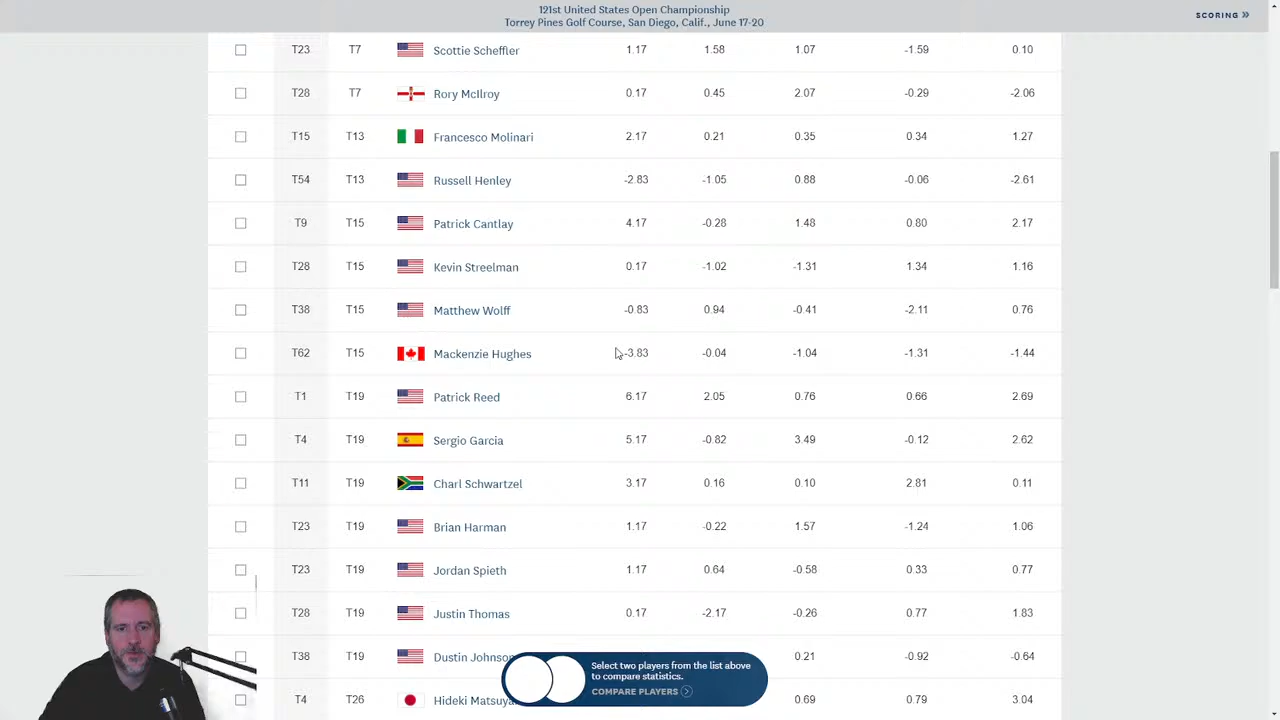 121st United States Open Championship
Torrey Pines Golf Course, San Diego, Calif., June 17-20
SCORING »
T23 T7 Scottie Scheffler 1.17 1.58 1.07 -1.59 0.10
T28 T7 Rory McIlroy 0.17 0.45 2.07 -0.29 -2.06
T15 T13 Francesco Molinari 2.17 0.21 0.35 0.34 1.27
T54 T13 Russell Henley -2.83 -1.05 0.88 -0.06 -2.61
T9 T15 Patrick Cantlay 4.17 -0.28 1.48 0.80 2.17
T28 T15 Kevin Streelman 0.17 -1.02 -1.31 1.34 1.16
T38 T15 Matthew Wolff -0.83 0.94 -0.41 -2.11 0.76
T62 T15 Mackenzie Hughes -3.83 -0.04 -1.04 -1.31 -1.44
T1 T19 Patrick Reed 6.17 2.05 0.76 0.66 2.69
T4 T19 Sergio Garcia 5.17 -0.82 3.49 -0.12 2.62
T11 T19 Charl Schwartzel 3.17 0.16 0.10 2.81 0.11
T23 T19 Brian Harman 1.17 -0.22 1.57 -1.24 1.06
T23 T19 Jordan Spieth 1.17 0.64 -0.58 0.33 0.77
T28 T19 Justin Thomas 0.17 -2.17 -0.26 0.77 1.83
T38 T19 Dustin Johnson 0.21 -0.92 -0.64
T4 T26 Hideki 0.69 0.79 3.04
Select two players from the list above
to compare statistics.
COMPARE PLAYERS